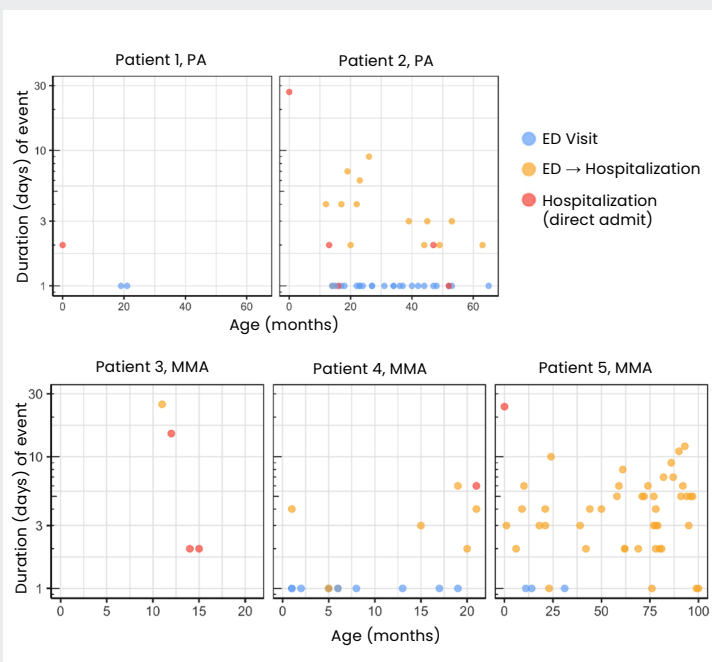 Patient 1, PA
Patient 2, PA
Duration (days) of event
30
10
3
1
0 20 40 60
0 20 40 60
Age (months)
ED Visit
ED → Hospitalization
Hospitalization
(direct admit)
Patient 3, MMA
Patient 4, MMA
Patient 5, MMA
Duration (days) of event
30
10
3
1
0 5 10 15 20
0 5 10 15 20
0 25 50 75 100
Age (months)